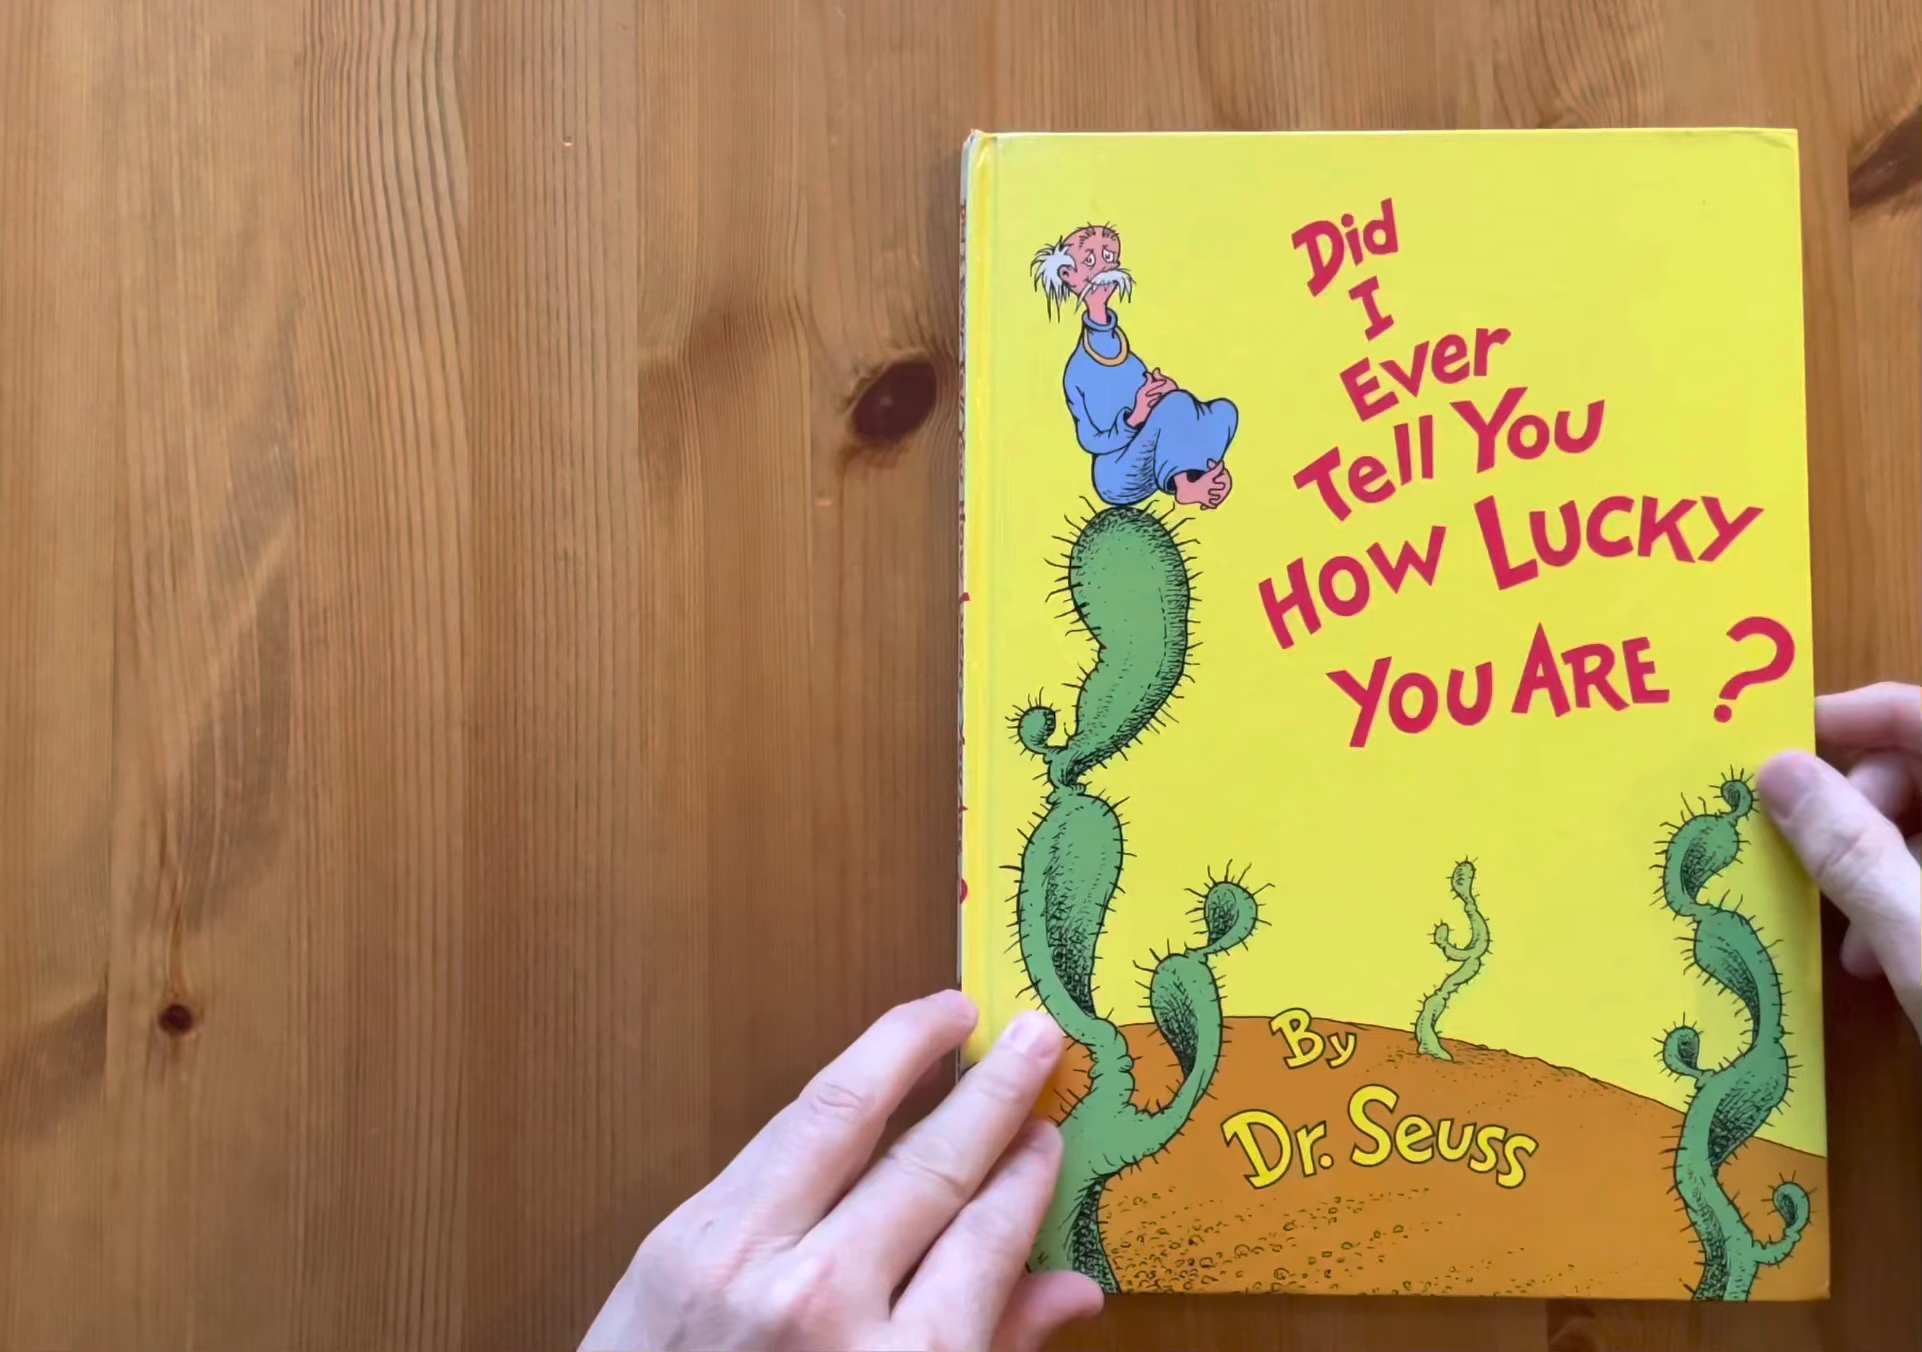 Did
I
Ever
Tell You
How Lucky
You Are?
By
Dr. Seuss